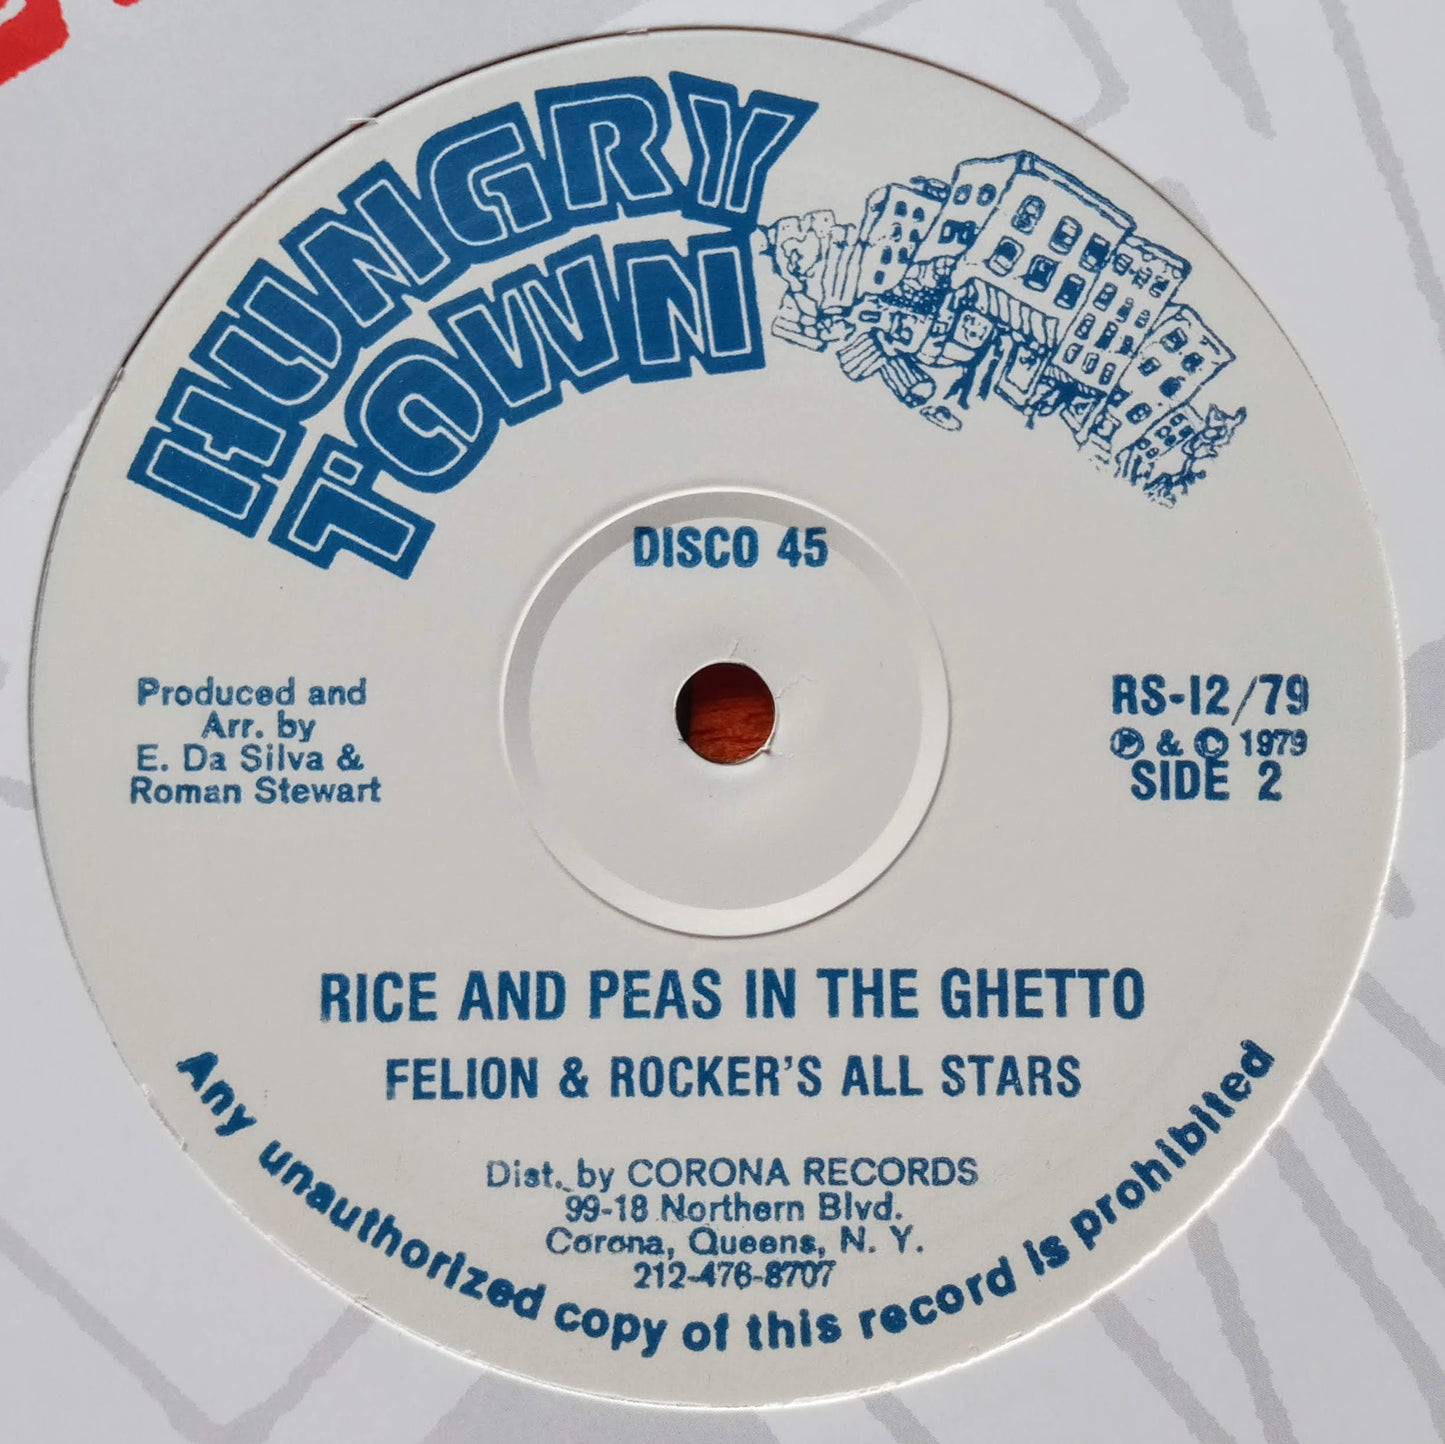 HUNGRY
TOWN
DISCO 45
Produced and
Arr. by
E. Da Silva &
Roman Stewart
RS-12/79
Ⓟ & © 1979
SIDE 2
RICE AND PEAS IN THE GHETTO
FELION & ROCKER'S ALL STARS
Dist. by CORONA RECORDS
99-18 Northern Blvd.
Corona, Queens, N. Y.
212-476-8707
Any unauthorized copy of this record is prohibited